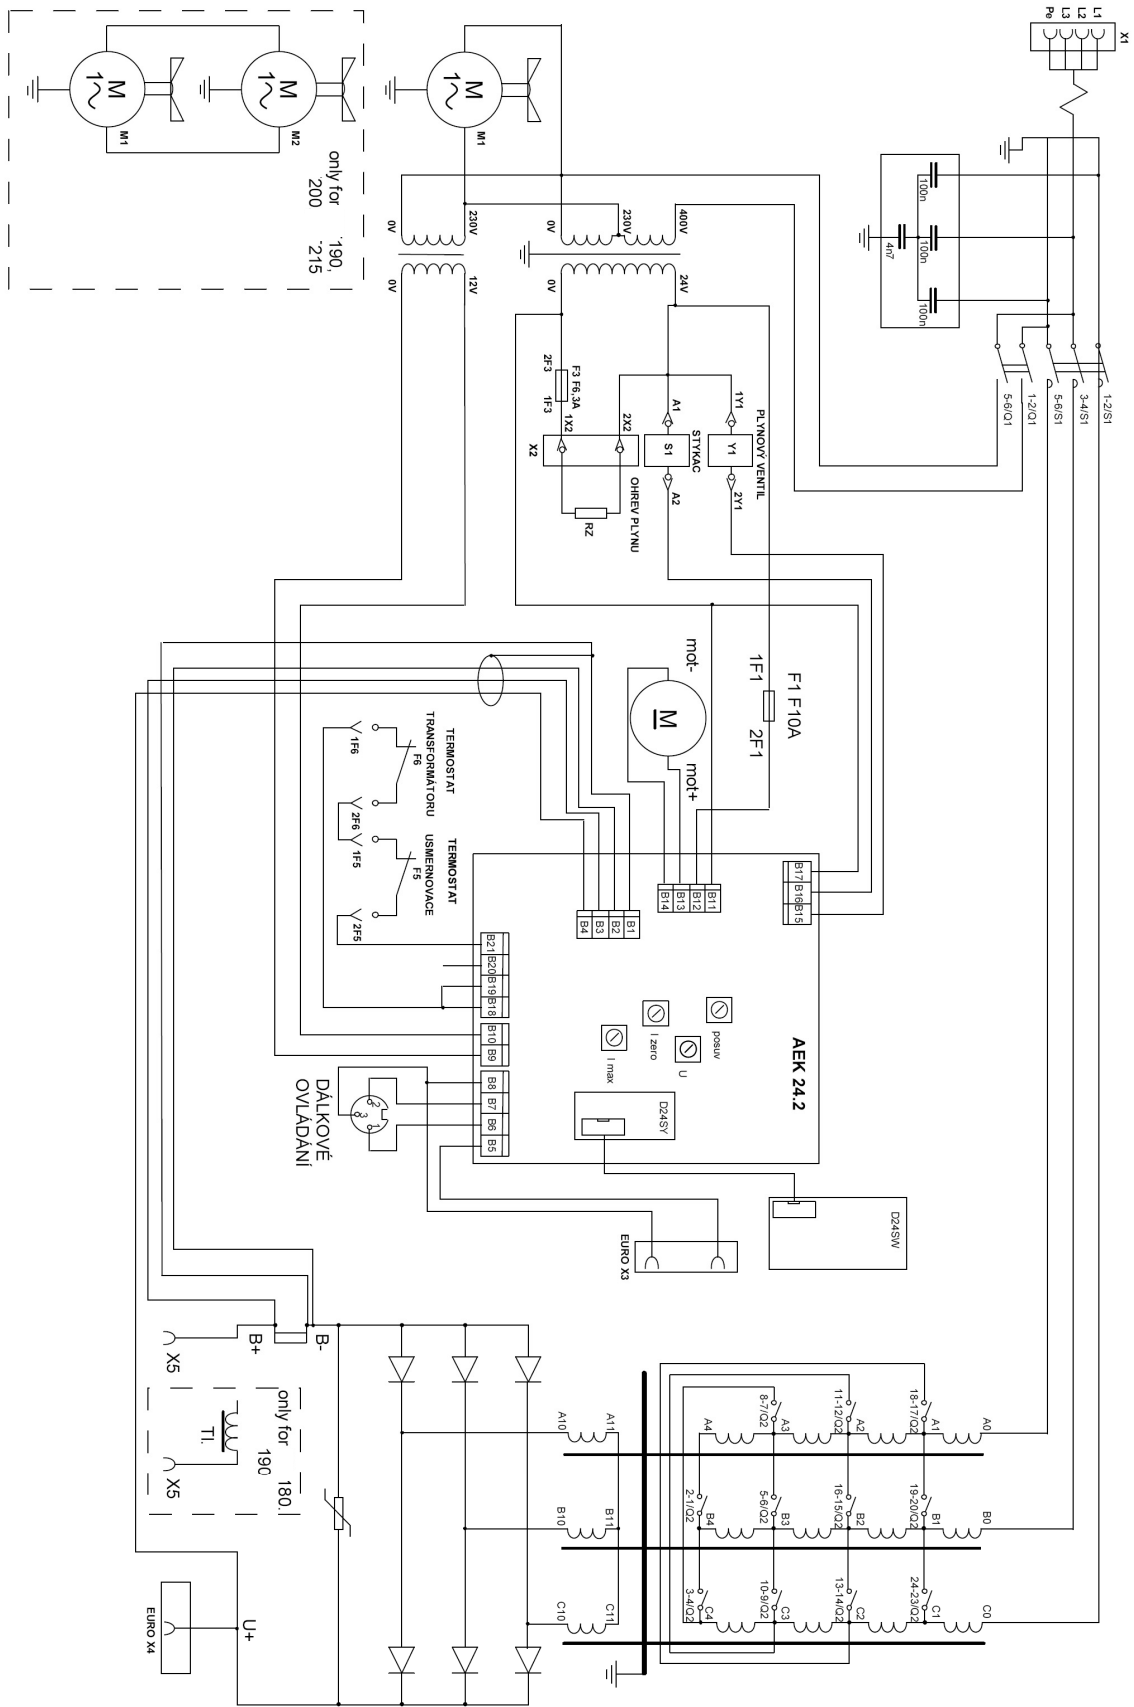 X1
L1
L2
L3
Pe
100n
100n
100n
4n7
1-2/S1
3-4/S1
5-6/S1
1-2/Q1
5-6/Q1
M
1
M1
M
1
M2
M
1
M1
only for 190,
200 -215
0V
230V
0V
230V
400V
0V
12V
0V
24V
2F3
1F3
F3 F6,3A
1X2
2X2
X2
OHREV PLYNU
RZ
A1
S1
STYKAC
A2
1Y1
Y1
2Y1
PLYNOVÝ VENTIL
mot-
M
mot+
1F1
2F1
F1 F10A
TERMOSTAT
TRANSFORMÁTORU
F6
1F6
2F6
TERMOSTAT
USMERNOVACE
F5
1F5
2F5
B17
B16
B15
B11
B12
B13
B14
B1
B2
B3
B4
B21
B20
B19
B18
B10
B9
B8
B7
B6
B5
AEK 24.2
posuv
U
I zero
I max
D24SY
D24SW
DÁLKOVÉ
OVLÁDÁNÍ
2
3
1
EURO X3
B-
B+
X5
only for 180.
190
Tl.
X5
U+
EURO X4
A0
A1
A2
A3
A4
18-17/Q2
11-12/Q2
8-7/Q2
B0
B1
B2
B3
B4
19-20/Q2
16-15/Q2
5-6/Q2
2-1/Q2
C0
C1
C2
C3
C4
24-23/Q2
13-14/Q2
10-9/Q2
3-4/Q2
A11
A10
B11
B10
C11
C10